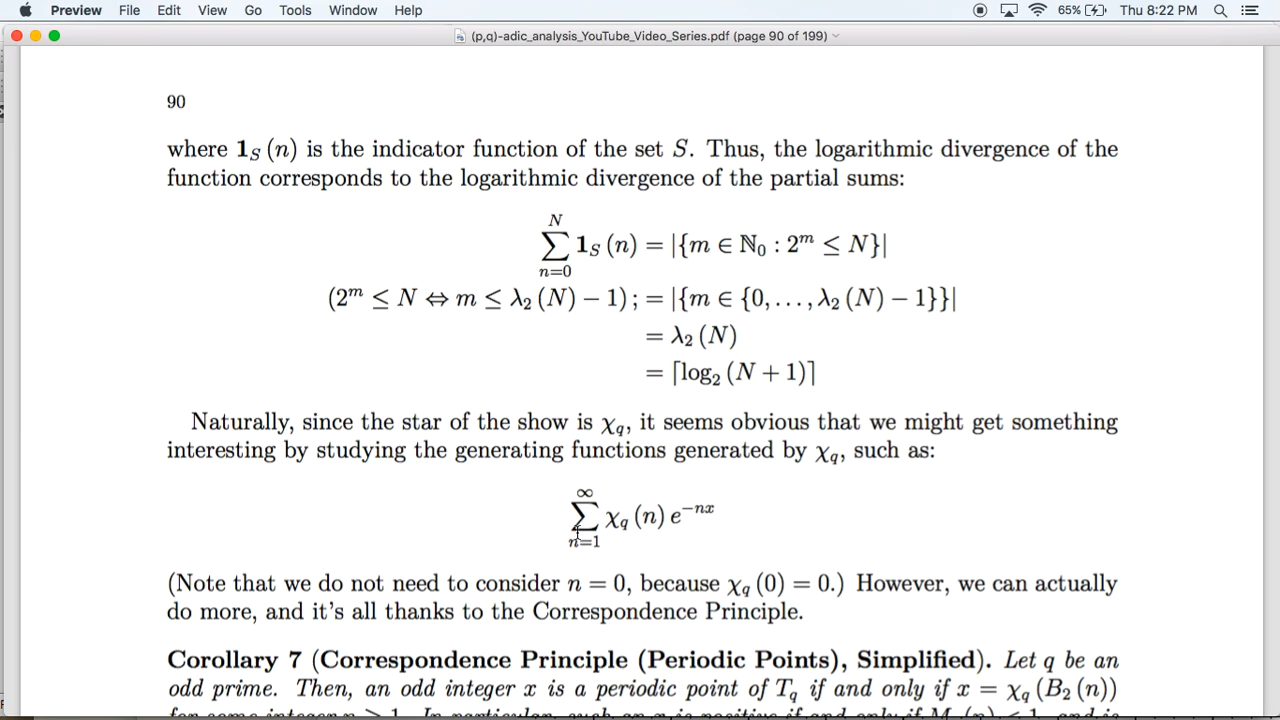 Preview File Edit View Go Tools Window Help 65% Thu 8:22 PM
(p,q)-adic_analysis_YouTube_Video_Series.pdf (page 90 of 199)
90
where 𝟏_S (n) is the indicator function of the set S. Thus, the logarithmic divergence of the
function corresponds to the logarithmic divergence of the partial sums:
∑_{n=0}^{N} 𝟏_S (n) = |{m ∈ ℕ₀ : 2^m ≤ N}|
(2^m ≤ N ⇔ m ≤ λ₂ (N) − 1) ; = |{m ∈ {0, . . . , λ₂ (N) − 1}}|
= λ₂ (N)
= ⌈log₂ (N + 1)⌉
Naturally, since the star of the show is χ_q, it seems obvious that we might get something
interesting by studying the generating functions generated by χ_q, such as:
∑_{n=1}^{∞} χ_q (n) e^{−nx}
(Note that we do not need to consider n = 0, because χ_q (0) = 0.) However, we can actually
do more, and it's all thanks to the Correspondence Principle.
Corollary 7 (Correspondence Principle (Periodic Points), Simplified). Let q be an
odd prime. Then, an odd integer x is a periodic point of T_q if and only if x = χ_q (B₂ (n))